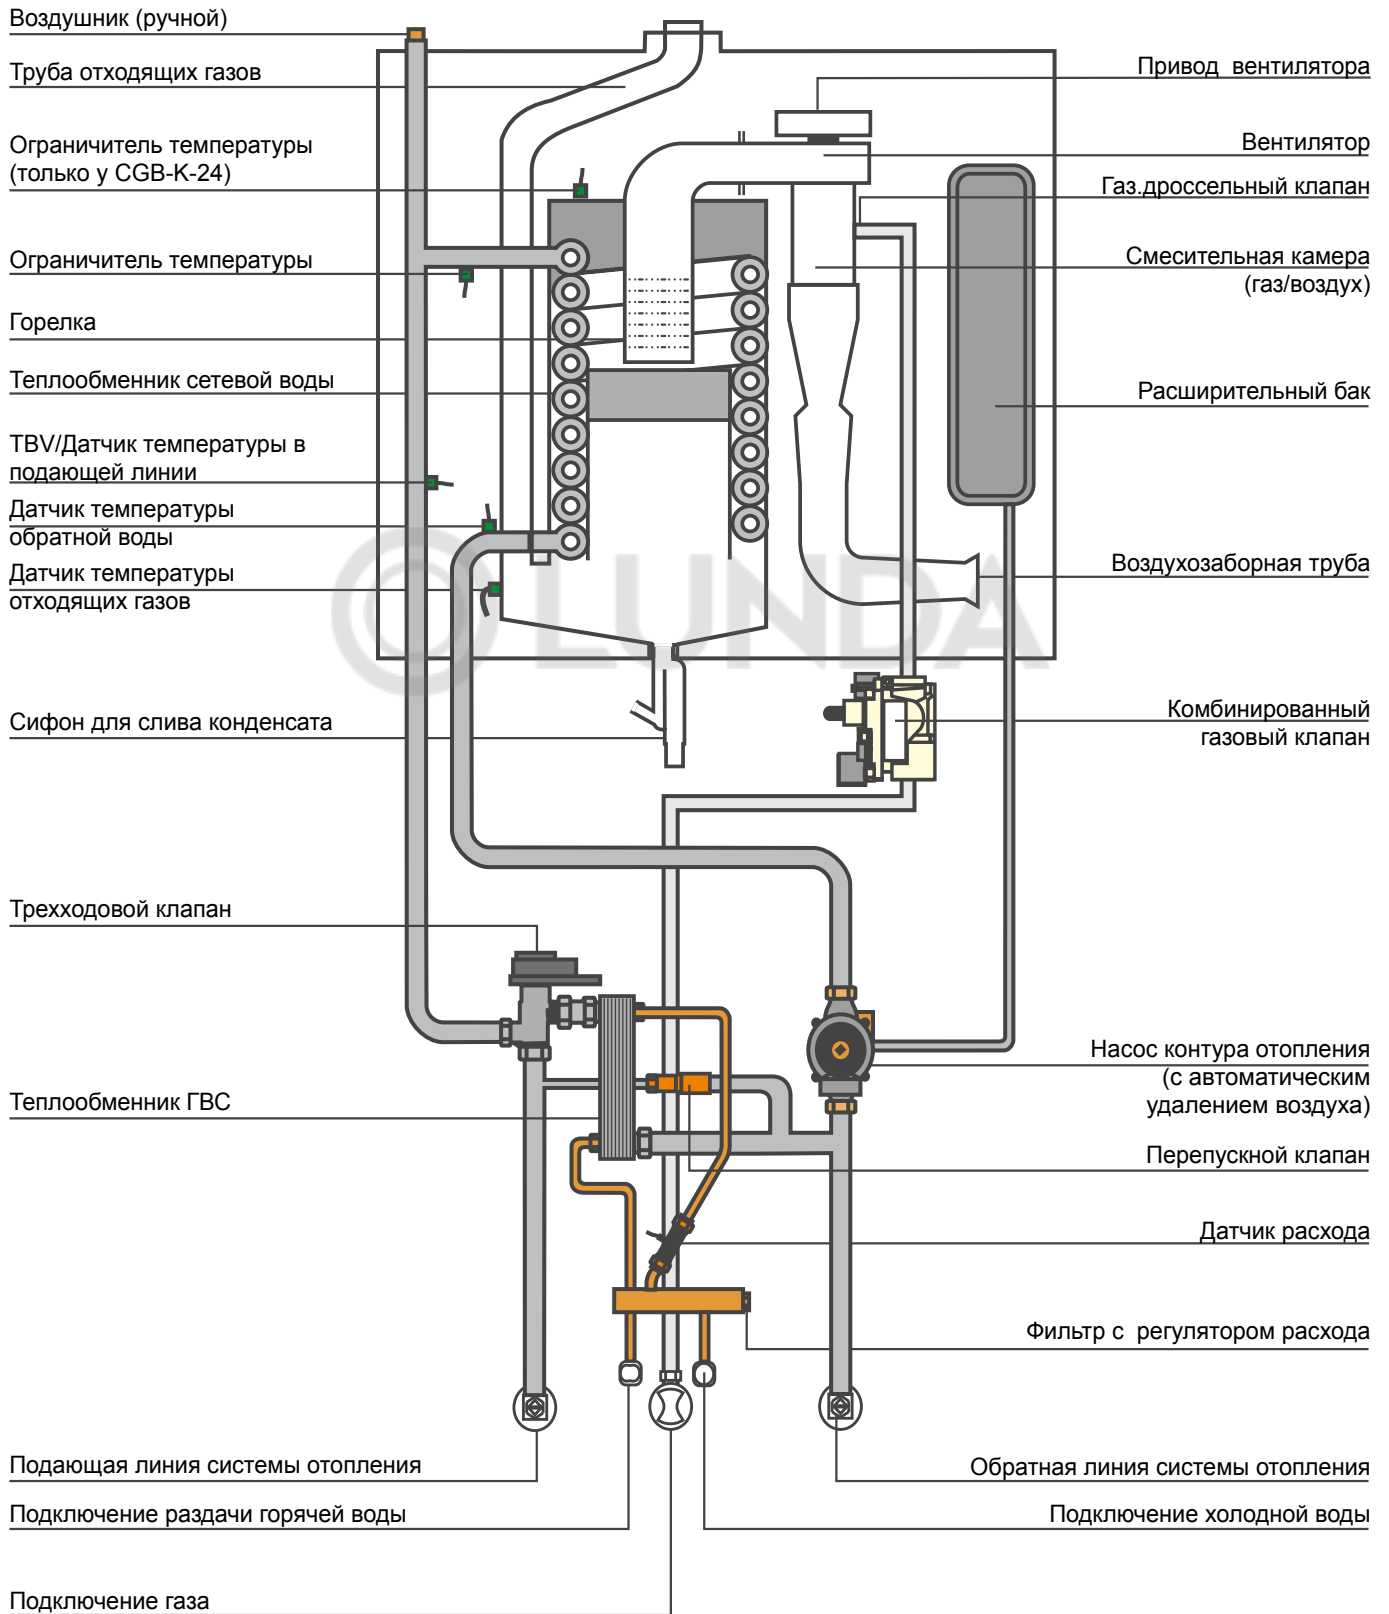 Воздушник (ручной)
Труба отходящих газов
Ограничитель температуры
(только у CGB-K-24)
Ограничитель температуры
Горелка
Теплообменник сетевой воды
TBV/Датчик температуры в
подающей линии
Датчик температуры
обратной воды
Датчик температуры
отходящих газов
Сифон для слива конденсата
Трехходовой клапан
Теплообменник ГВС
Подающая линия системы отопления
Подключение раздачи горячей воды
Подключение газа
Привод вентилятора
Вентилятор
Газ.дроссельный клапан
Смесительная камера
(газ/воздух)
Расширительный бак
Воздухозаборная труба
Комбинированный
газовый клапан
Насос контура отопления
(с автоматическим
удалением воздуха)
Перепускной клапан
Датчик расхода
Фильтр с регулятором расхода
Обратная линия системы отопления
Подключение холодной воды
LUNDA